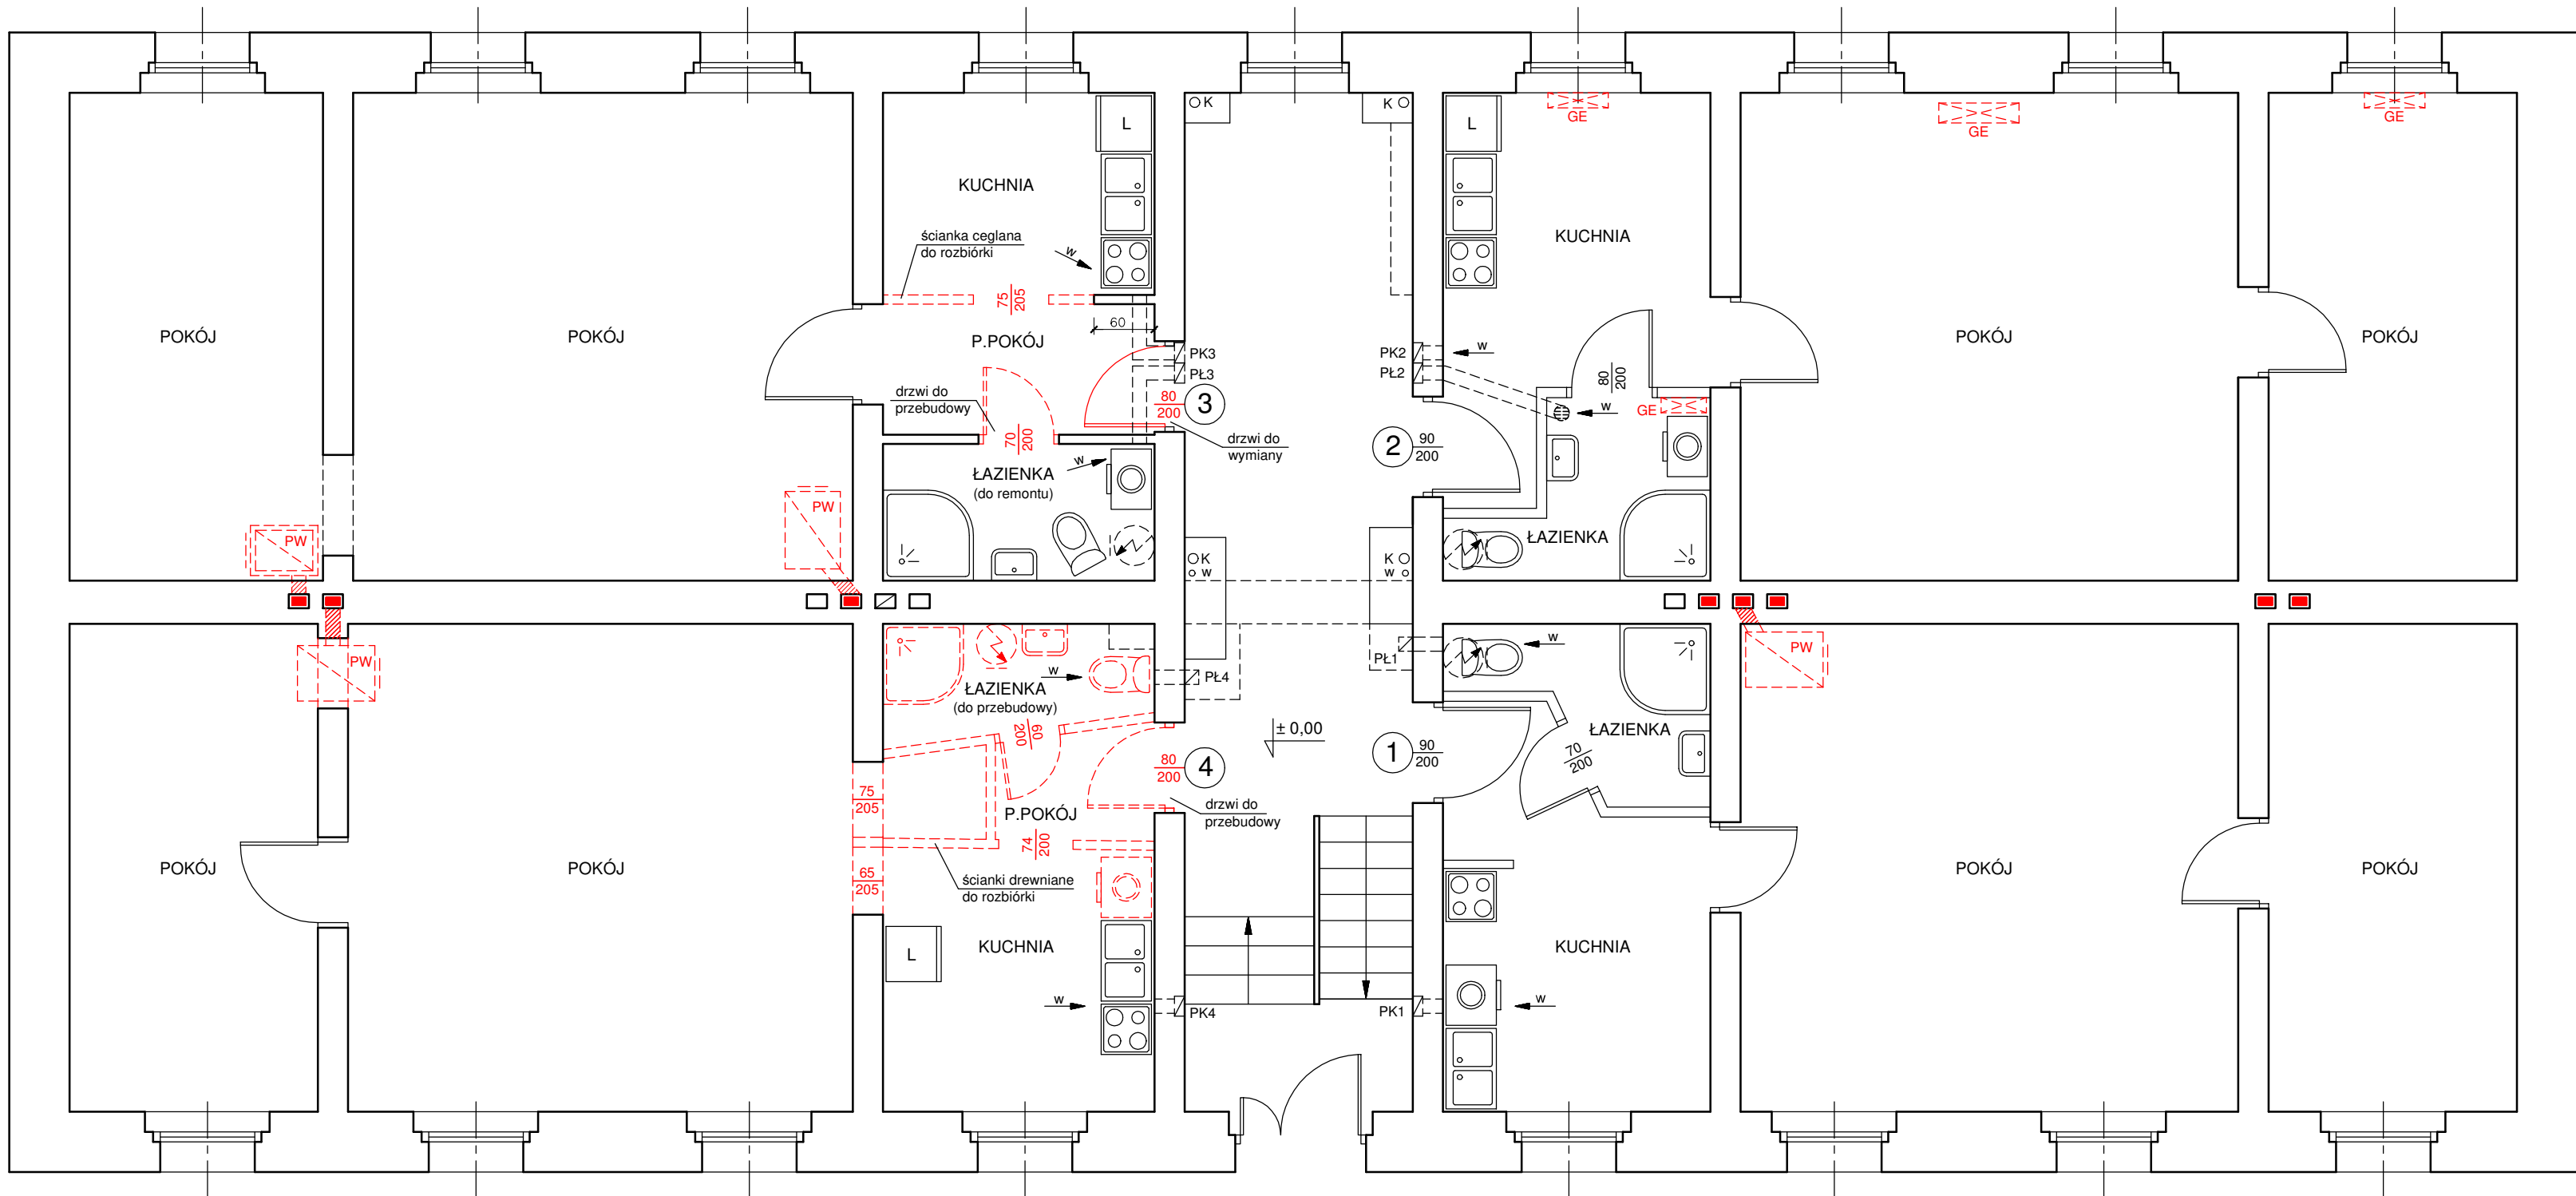 K
K
L
L
GE
GE
GE
KUCHNIA
KUCHNIA
ścianka ceglana
do rozbiórki
w
75
205
60
POKÓJ
POKÓJ
P.POKÓJ
PK3
PŁ3
PK2
PŁ2
w
w
POKÓJ
POKÓJ
drzwi do
przebudowy
80
200
3
80
200
GE
70
200
drzwi do
wymiany
2
90
200
ŁAZIENKA
(do remontu)
w
PW
PW
ŁAZIENKA
K
w
K
w
PW
PW
w
PŁ1
PŁ4
w
ŁAZIENKA
(do przebudowy)
60
200
± 0,00
ŁAZIENKA
70
200
1
90
200
4
80
200
drzwi do
przebudowy
75
205
P.POKÓJ
74
200
65
205
ścianki drewniane
do rozbiórki
POKÓJ
POKÓJ
POKÓJ
POKÓJ
L
KUCHNIA
KUCHNIA
w
PK4
PK1
w